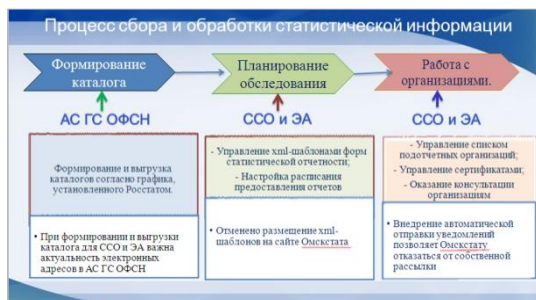 Процесс сбора и обработки статистической информации
Формирование
каталога
Планирование
обследования
Работа с
организациями.
АС ГС ОФСН
ССО и ЭА
ССО и ЭА
Формирование и выгрузка
каталогов согласно графика,
установленного Росстатом.
- Управление xml-шаблонами форм
статистической отчетности;
- Настройка расписания
предоставления отчетов
- Управление списком
подотчетных организаций;
- Управление сертификатами;
- Оказание консультации
организациям
• При формировании и выгрузки
каталога для ССО и ЭА важна
актуальность электронных
адресов в АС ГС ОФСН
• Отменено размещение xml-
шаблонов на сайте Омскстата
• Внедрение автоматической
отправки уведомлений
позволяет Омскстату
отказаться от собственной
рассылки